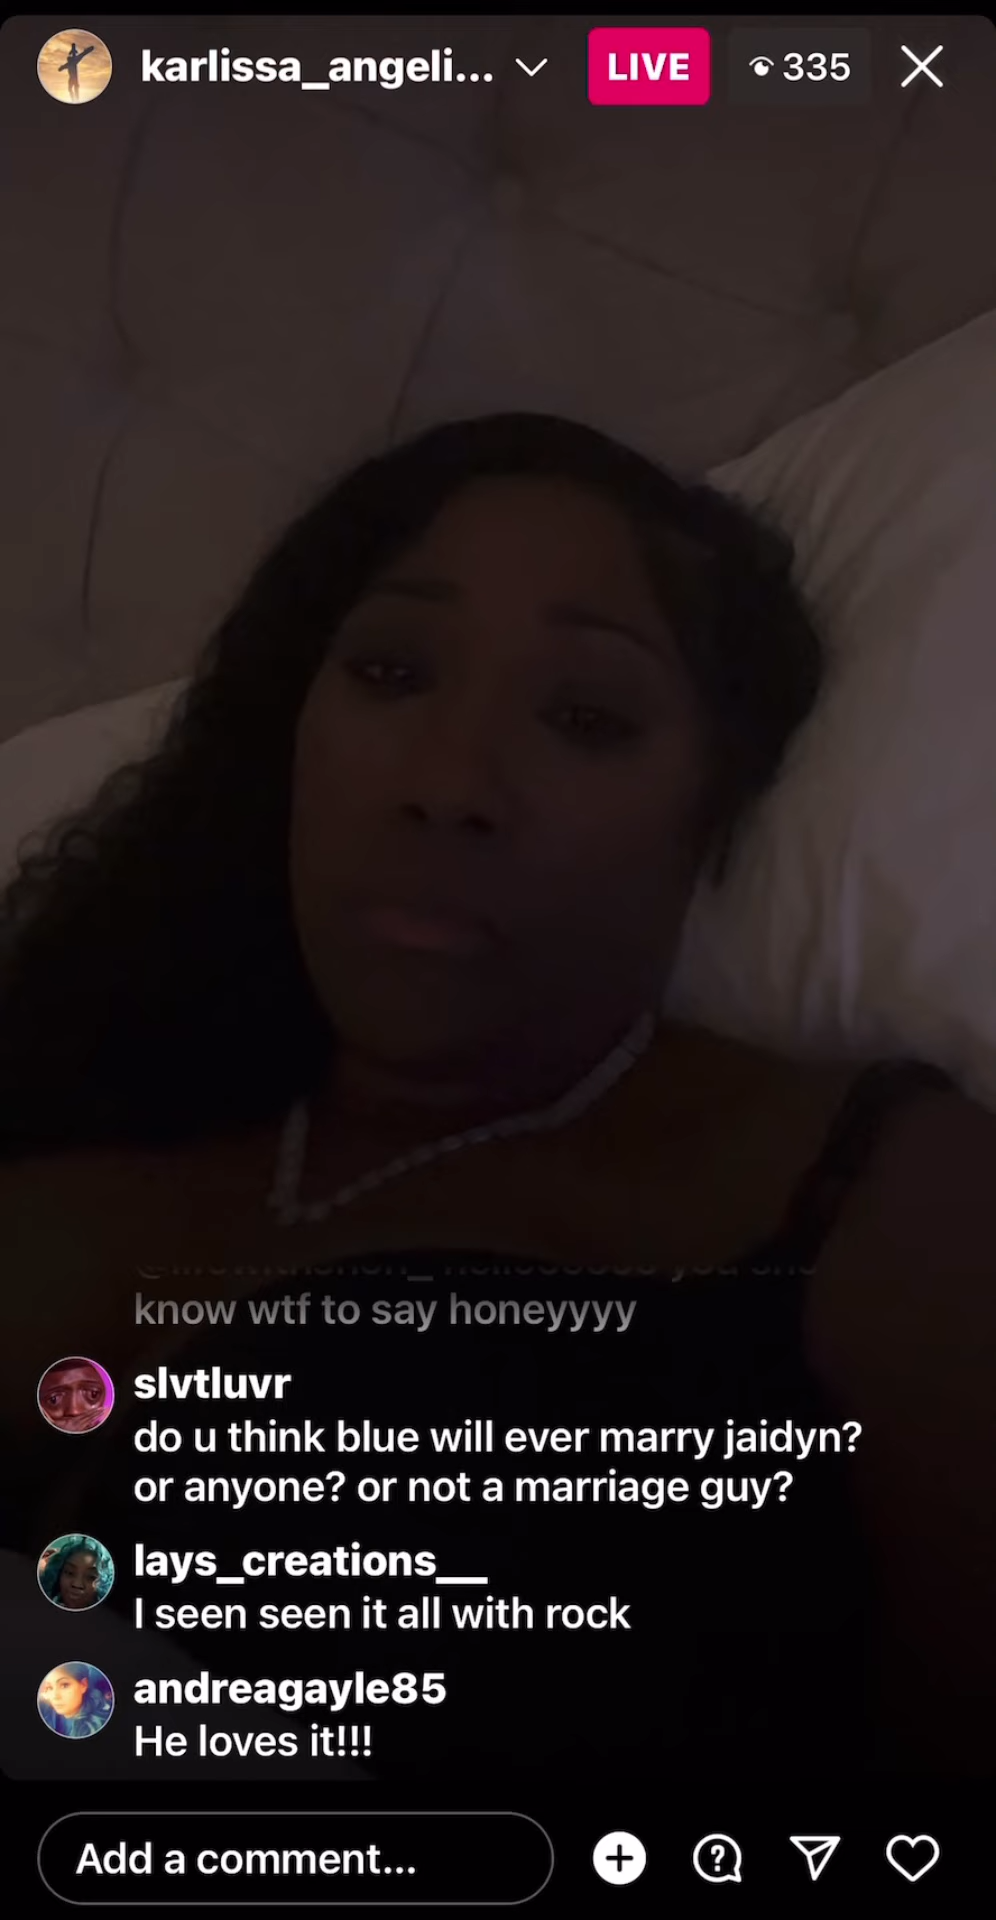 karlissa_angeli...
LIVE
335
know wtf to say honeyyyy
slvtluvr
do u think blue will ever marry jaidyn?
or anyone? or not a marriage guy?
lays_creations__
I seen seen it all with rock
andreagayle85
He loves it!!!
Add a comment...